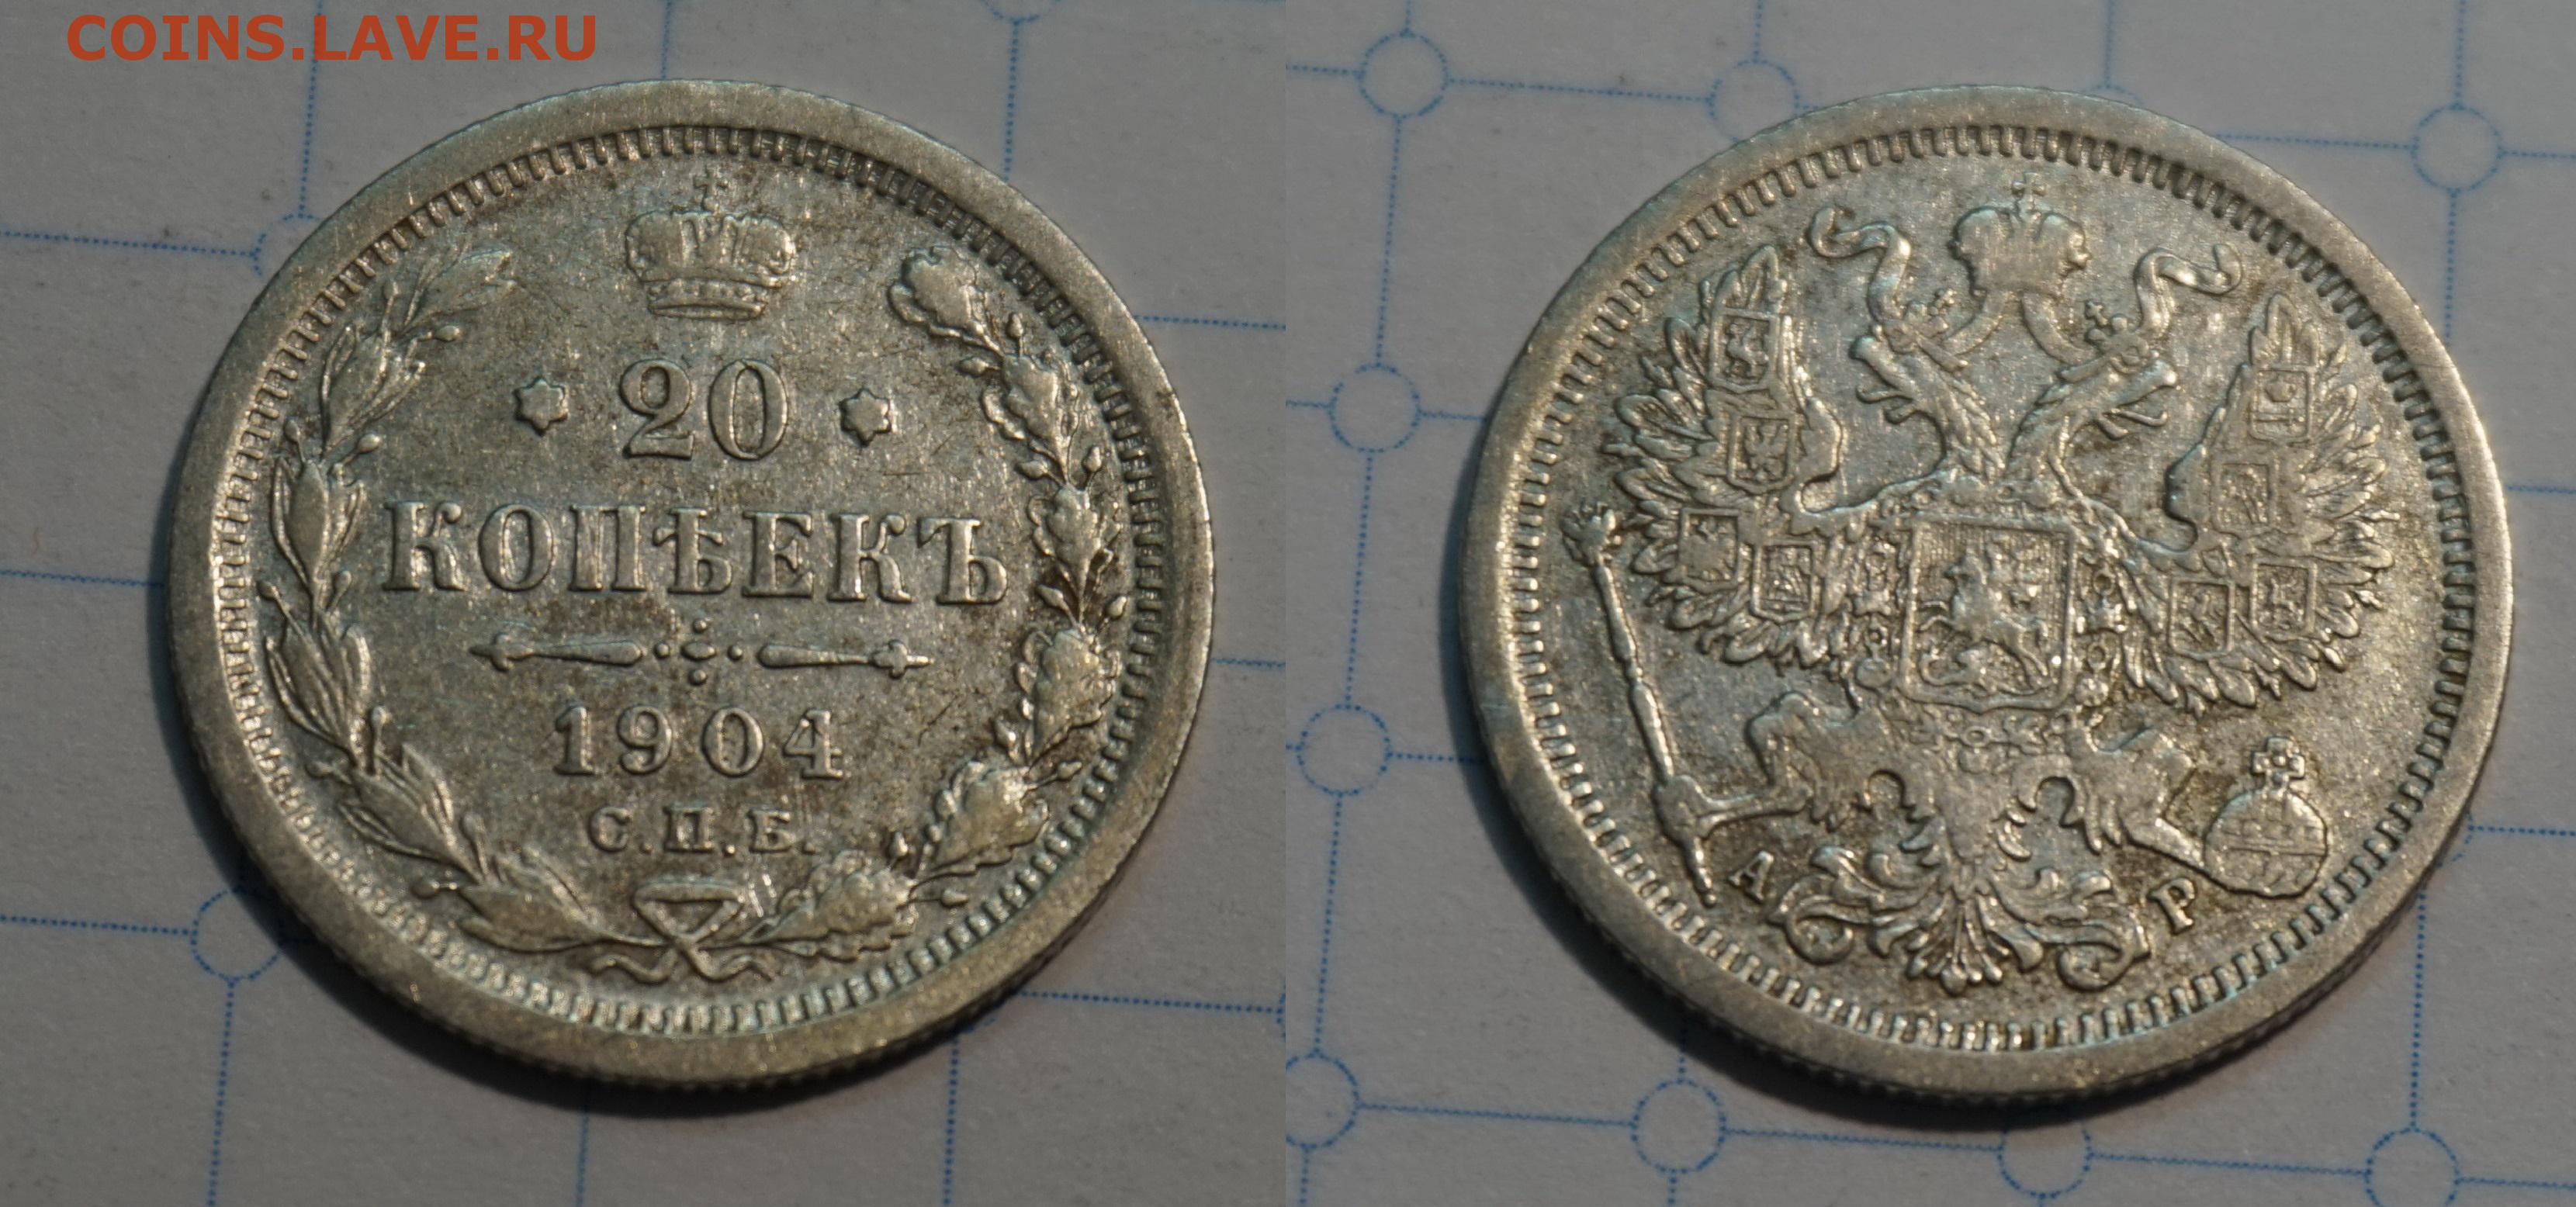 COINS.LAVE.RU
20
КОПѢЕКЪ
1904
С.П.Б.
А Р